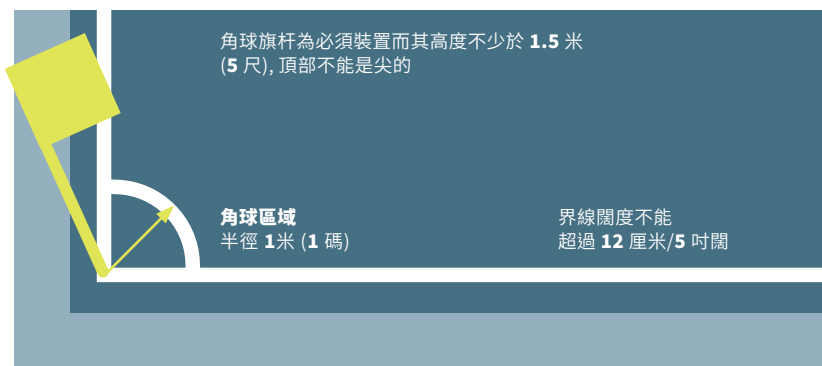 角球旗杆為必須裝置而其高度不少於 1.5 米
(5 尺), 頂部不能是尖的
角球區域
半徑 1米 (1 碼)
界線闊度不能
超過 12 厘米/5 吋闊